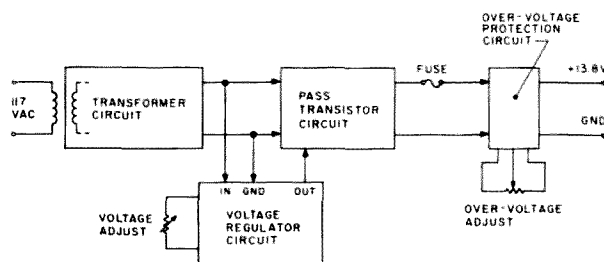 OVER-VOLTAGE
PROTECTION
CIRCUIT
+13.8V
FUSE
117
VAC
TRANSFORMER
CIRCUIT
PASS
TRANSISTOR
CIRCUIT
GND
IN GND OUT
VOLTAGE
ADJUST
VOLTAGE
REGULATOR
CIRCUIT
OVER-VOLTAGE
ADJUST